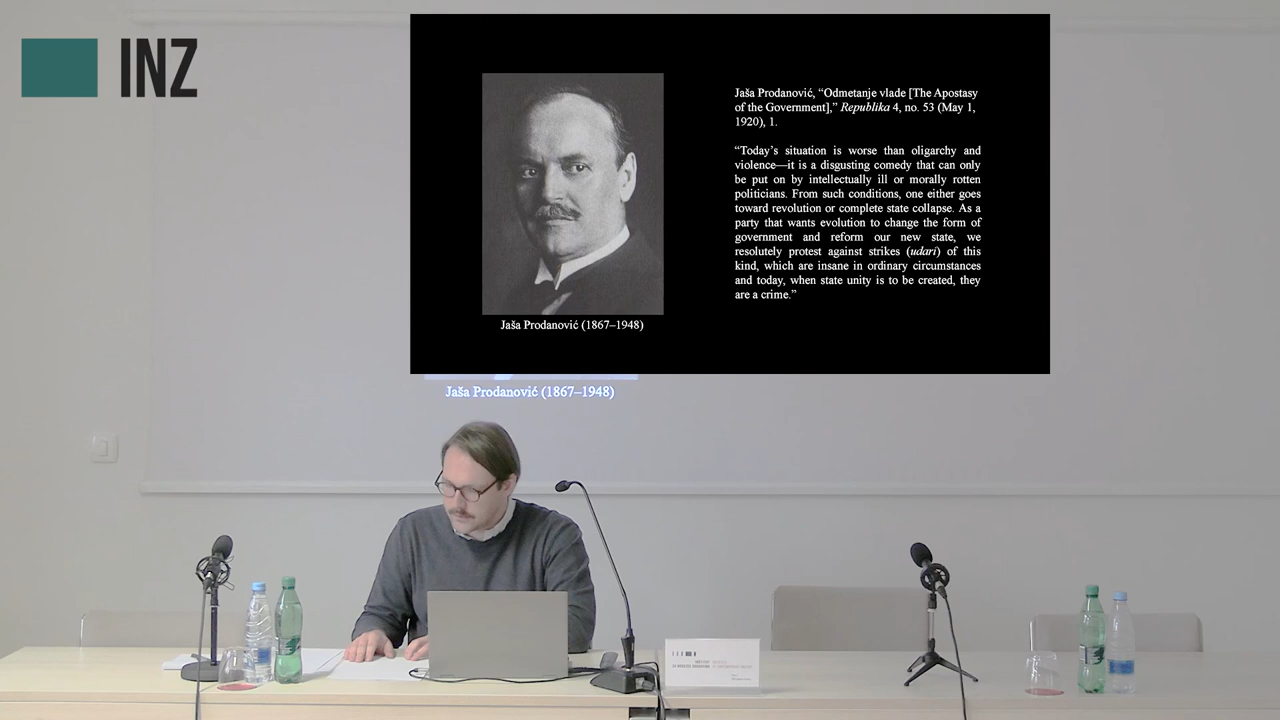 INZ
Jaša Prodanović, “Odmetanje vlade [The Apostasy
of the Government],” Republika 4, no. 53 (May 1,
1920), 1.
“Today’s situation is worse than oligarchy and
violence—it is a disgusting comedy that can only
be put on by intellectually ill or morally rotten
politicians. From such conditions, one either goes
toward revolution or complete state collapse. As a
party that wants evolution to change the form of
government and reform our new state, we
resolutely protest against strikes (udari) of this
kind, which are insane in ordinary circumstances
and today, when state unity is to be created, they
are a crime.”
Jaša Prodanović (1867–1948)
Jaša Prodanović (1867–1948)